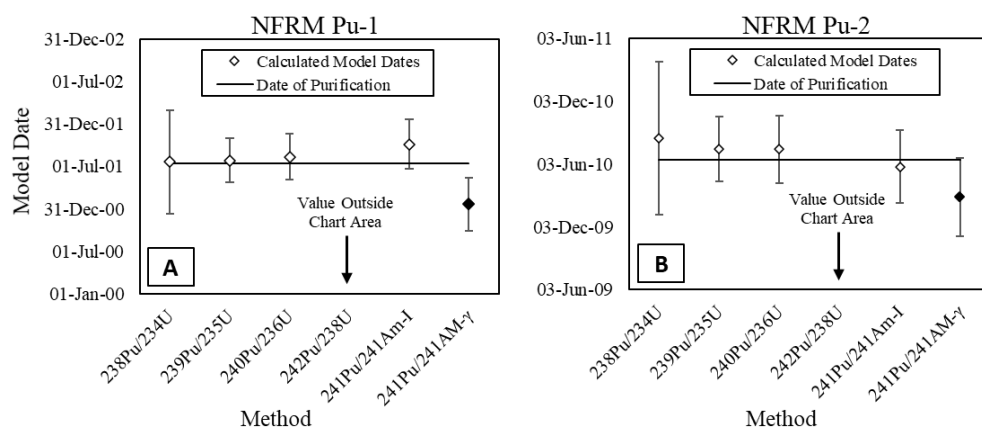 NFRM Pu-1
31-Dec-02
01-Jul-02
31-Dec-01
01-Jul-01
31-Dec-00
01-Jul-00
01-Jan-00
Model Date
Calculated Model Dates
Date of Purification
Value Outside
Chart Area
A
238Pu/234U
239Pu/235U
240Pu/236U
242Pu/238U
241Pu/241Am-I
241Pu/241AM-γ
Method
NFRM Pu-2
03-Jun-11
03-Dec-10
03-Jun-10
03-Dec-09
03-Jun-09
Calculated Model Dates
Date of Purification
Value Outside
Chart Area
B
238Pu/234U
239Pu/235U
240Pu/236U
242Pu/238U
241Pu/241Am-I
241Pu/241AM-γ
Method